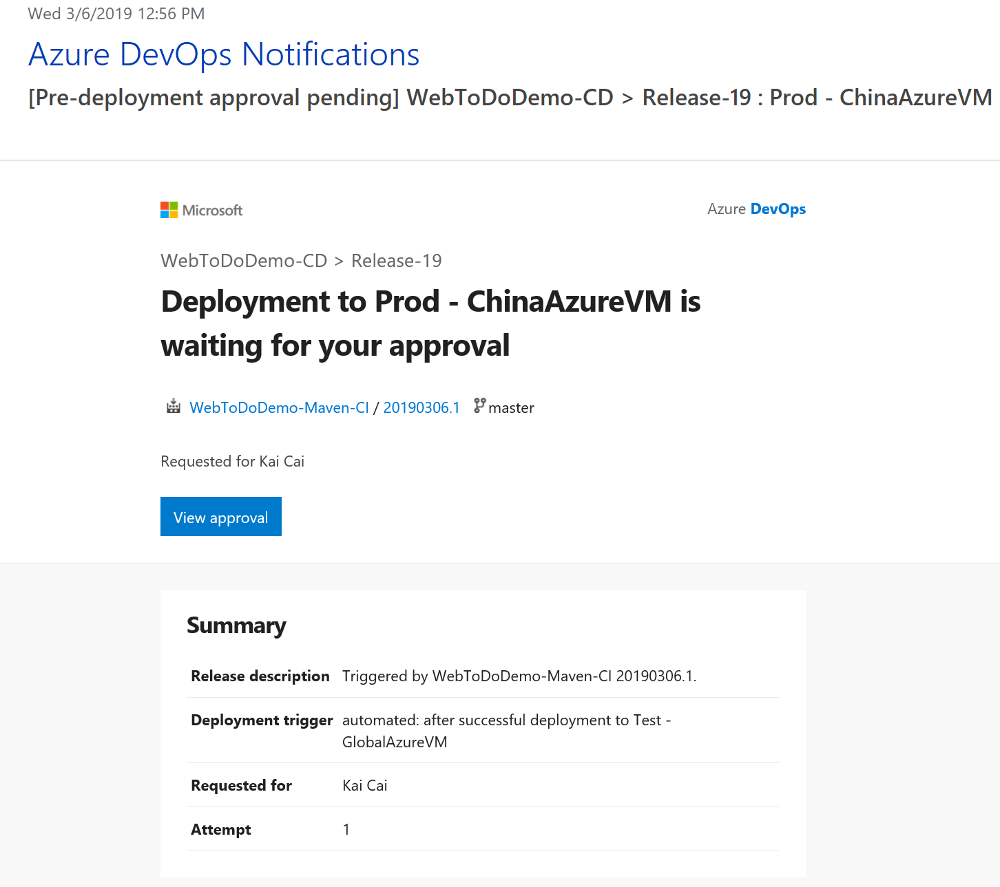 Wed 3/6/2019 12:56 PM
Azure DevOps Notifications
[Pre-deployment approval pending] WebToDoDemo-CD > Release-19 : Prod - ChinaAzureVM
Microsoft
Azure DevOps
WebToDoDemo-CD > Release-19
Deployment to Prod - ChinaAzureVM is
waiting for your approval
WebToDoDemo-Maven-CI / 20190306.1 master
Requested for Kai Cai
View approval
Summary
Release description Triggered by WebToDoDemo-Maven-CI 20190306.1.
Deployment trigger automated: after successful deployment to Test -
GlobalAzureVM
Requested for Kai Cai
Attempt 1